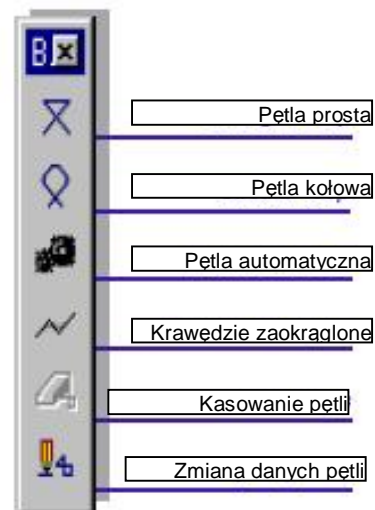 B. x
Pętla prosta
Pętla kołowa
Pętla automatyczna
Krawędzie zaokrąglone
Kasowanie pętli
Zmiana danych pętli